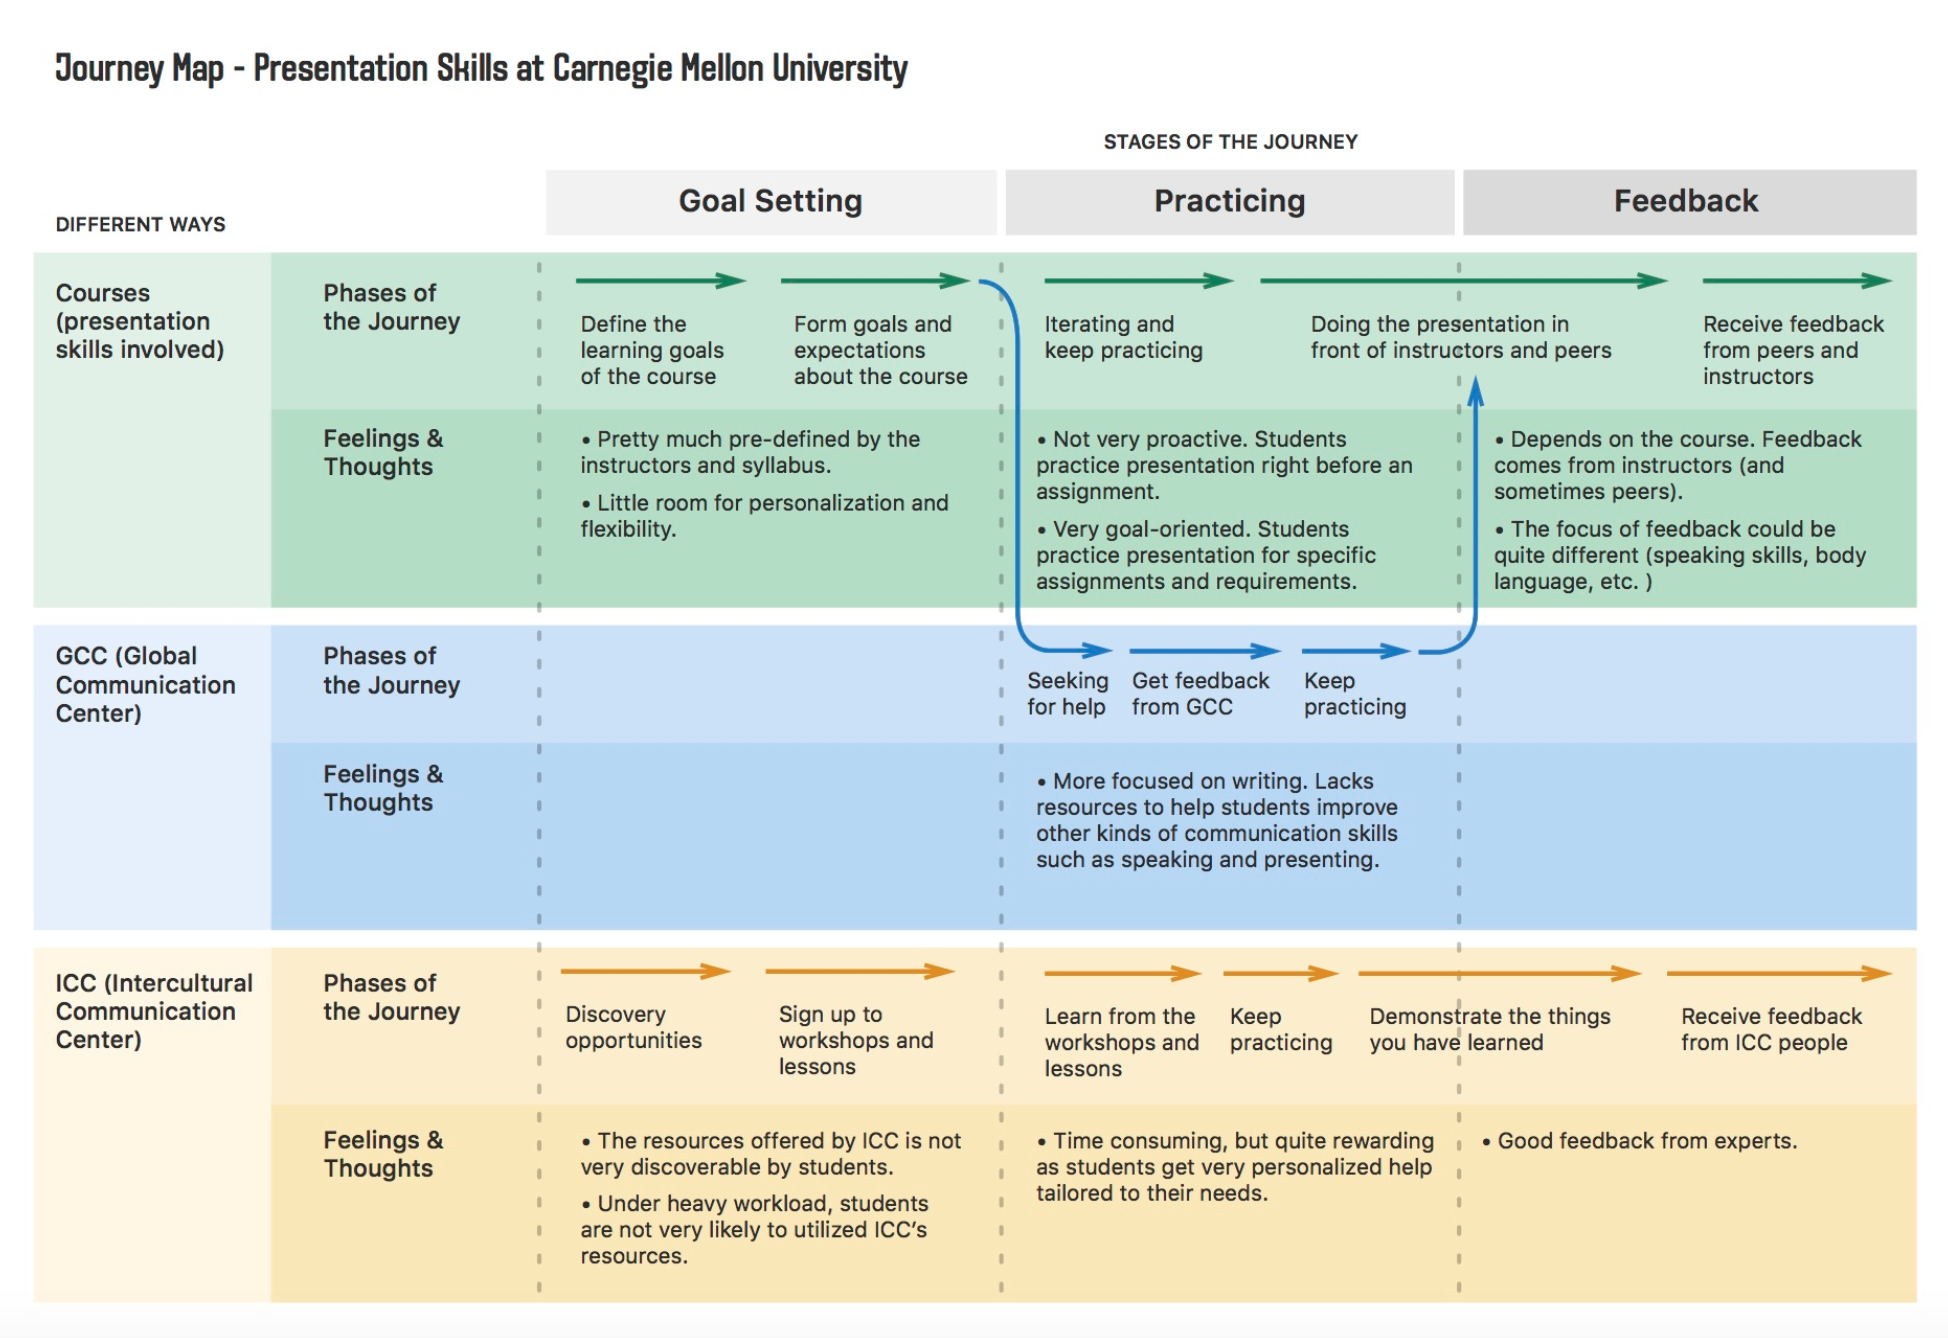 Journey Map - Presentation Skills at Carnegie Mellon University
STAGES OF THE JOURNEY
DIFFERENT WAYS
Goal Setting
Practicing
Feedback
Courses
(presentation
skills involved)
Phases of
the Journey
Define the
learning goals
of the course
Form goals and
expectations
about the course
Iterating and
keep practicing
Doing the presentation in
front of instructors and peers
Receive feedback
from peers and
instructors
Feelings &
Thoughts
• Pretty much pre-defined by the
instructors and syllabus.
• Little room for personalization and
flexibility.
• Not very proactive. Students
practice presentation right before an
assignment.
• Very goal-oriented. Students
practice presentation for specific
assignments and requirements.
• Depends on the course. Feedback
comes from instructors (and
sometimes peers).
• The focus of feedback could be
quite different (speaking skills, body
language, etc. )
GCC (Global
Communication
Center)
Phases of
the Journey
Seeking
for help
Get feedback
from GCC
Keep
practicing
Feelings &
Thoughts
• More focused on writing. Lacks
resources to help students improve
other kinds of communication skills
such as speaking and presenting.
ICC (Intercultural
Communication
Center)
Phases of
the Journey
Discovery
opportunities
Sign up to
workshops and
lessons
Learn from the
workshops and
lessons
Keep
practicing
Demonstrate the things
you have learned
Receive feedback
from ICC people
Feelings &
Thoughts
• The resources offered by ICC is not
very discoverable by students.
• Under heavy workload, students
are not very likely to utilized ICC's
resources.
• Time consuming, but quite rewarding
as students get very personalized help
tailored to their needs.
• Good feedback from experts.